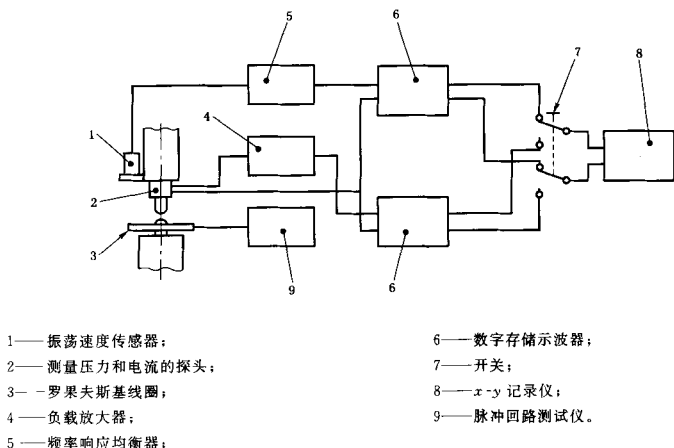 5
6
7
8
4
1
2
3
9
6
1——振荡速度传感器；
2——测量压力和电流的探头；
3- -罗果夫斯基线圈；
4——负载放大器；
5——频率响应均衡器；
6——数字存储示波器；
7——开关；
8——x-y 记录仪；
9——脉冲回路测试仪。